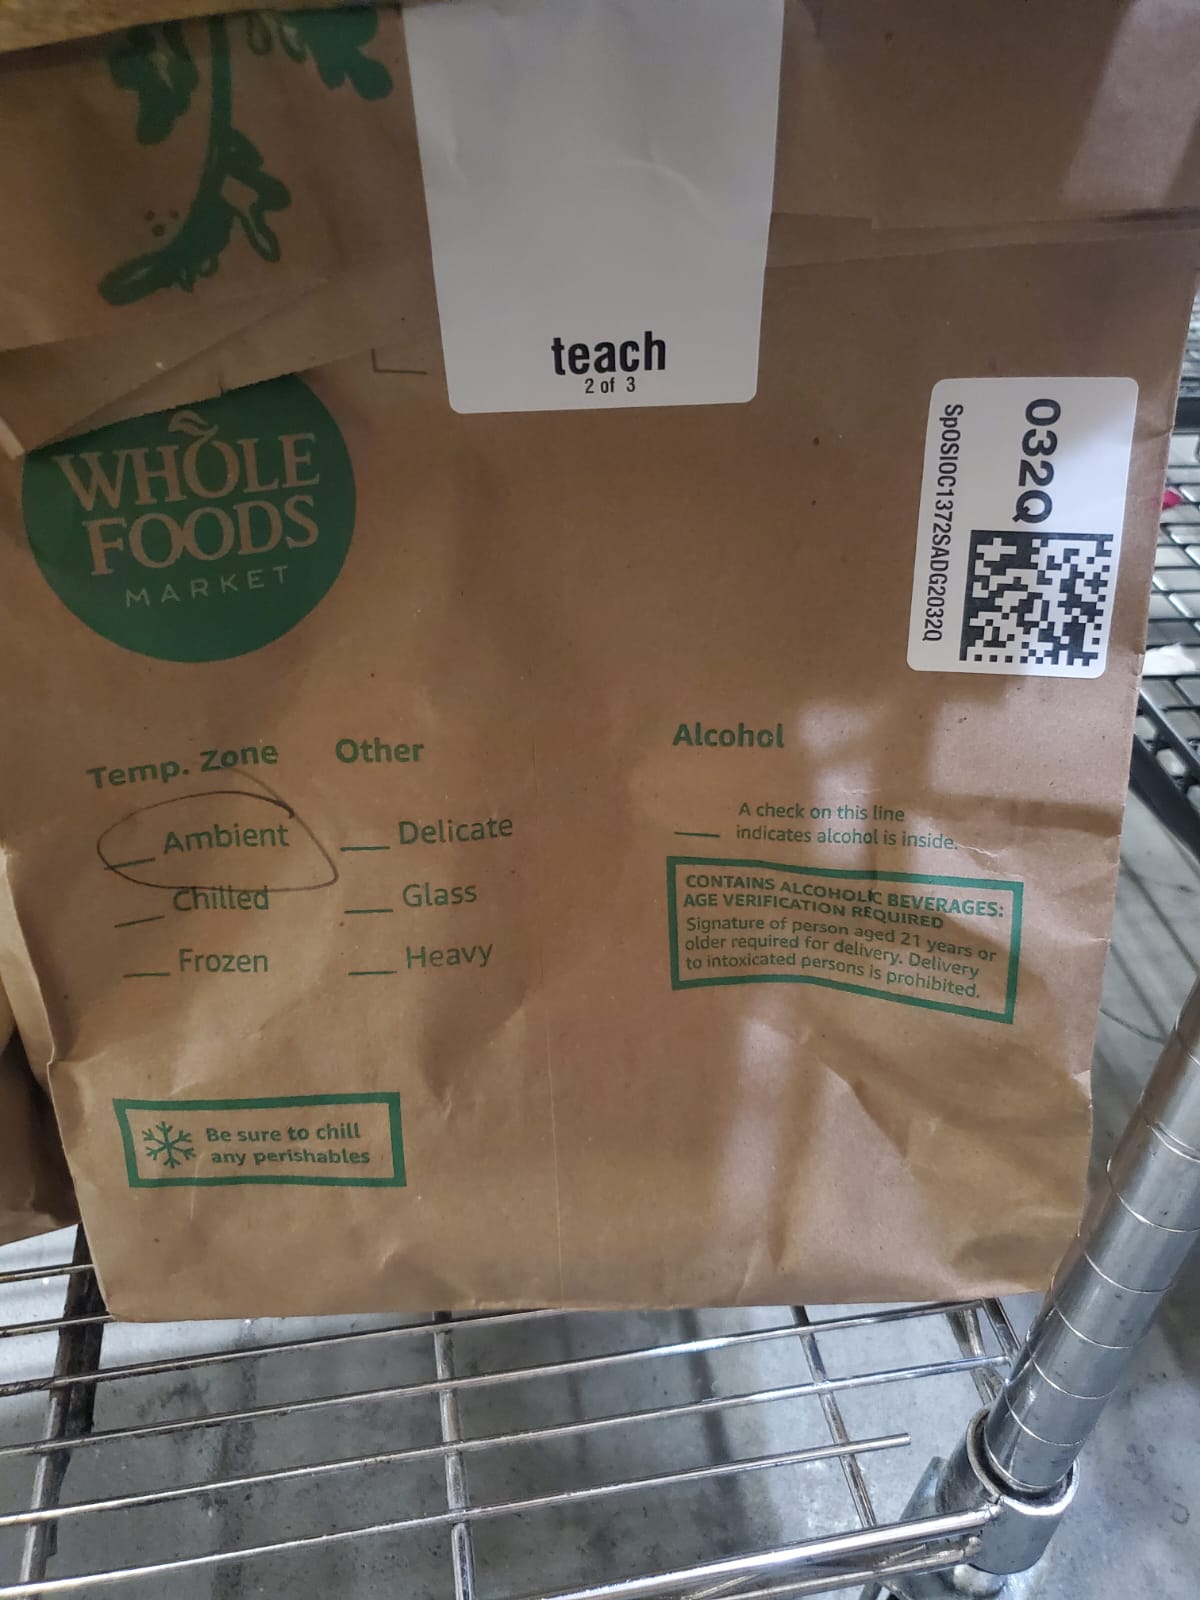 teach
2 of 3
WHOLE
FOODS
MARKET
032Q
SpOSIOC1372SADG2032Q
Temp. Zone
Ambient
Chilled
Frozen
Other
Delicate
Glass
Heavy
Alcohol
A check on this line
indicates alcohol is inside.
CONTAINS ALCOHOLIC BEVERAGES:
AGE VERIFICATION REQUIRED
Signature of person aged 21 years or
older required for delivery. Delivery
to intoxicated persons is prohibited.
Be sure to chill
any perishables